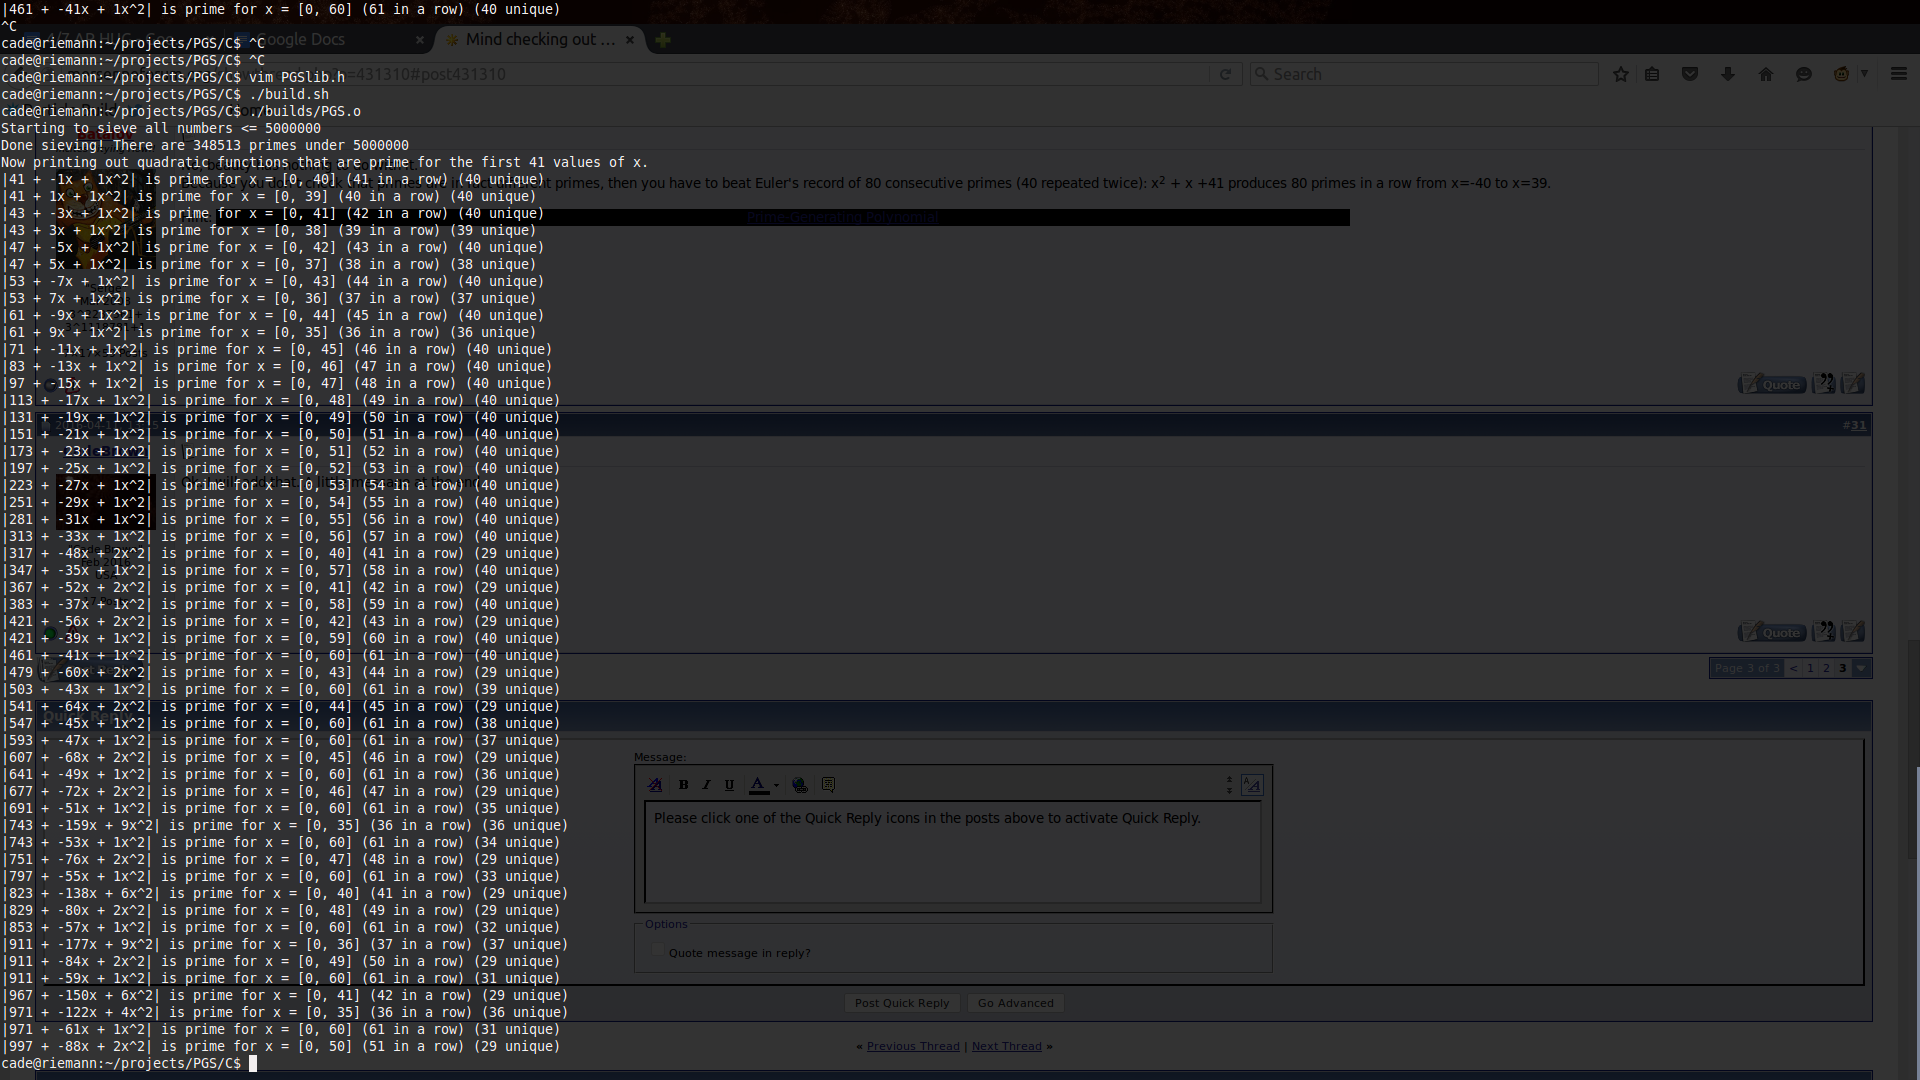 |461 + -41x + 1x^2| is prime for x = [0, 60] (61 in a row) (40 unique)
^C
Google Docs
Mind checking out ...
cade@riemann:~/projects/PGS/C$ ^C
cade@riemann:~/projects/PGS/C$ ^C
cade@riemann:~/projects/PGS/C$ vim PGSlib.h
=431310#post431310
Search
cade@riemann:~/projects/PGS/C$ ./build.sh
cade@riemann:~/projects/PGS/C$ ./builds/PGS.o
Starting to sieve all numbers <= 5000000
Done sieving! There are 348513 primes under 5000000
Now printing out quadratic functions that are prime for the first 41 values of x.
|41 + -1x + 1x^2| is prime for x = [0, 40] (41 in a row) (40 unique)
primes, then you have to beat Euler's record of 80 consecutive primes (40 repeated twice): x² + x +41 produces 80 primes in a row from x=-40 to x=39.
|41 + 1x + 1x^2| is prime for x = [0, 39] (40 in a row) (40 unique)
|43 + -3x + 1x^2| is prime for x = [0, 41] (42 in a row) (40 unique)
Prime-Generating Polynomial
|43 + 3x + 1x^2| is prime for x = [0, 38] (39 in a row) (39 unique)
|47 + -5x + 1x^2| is prime for x = [0, 42] (43 in a row) (40 unique)
|47 + 5x + 1x^2| is prime for x = [0, 37] (38 in a row) (38 unique)
|53 + -7x + 1x^2| is prime for x = [0, 43] (44 in a row) (40 unique)
|53 + 7x + 1x^2| is prime for x = [0, 36] (37 in a row) (37 unique)
|61 + -9x + 1x^2| is prime for x = [0, 44] (45 in a row) (40 unique)
|61 + 9x + 1x^2| is prime for x = [0, 35] (36 in a row) (36 unique)
|71 + -11x + 1x^2| is prime for x = [0, 45] (46 in a row) (40 unique)
|83 + -13x + 1x^2| is prime for x = [0, 46] (47 in a row) (40 unique)
|97 + -15x + 1x^2| is prime for x = [0, 47] (48 in a row) (40 unique)
Quote
|113 + -17x + 1x^2| is prime for x = [0, 48] (49 in a row) (40 unique)
|131 + -19x + 1x^2| is prime for x = [0, 49] (50 in a row) (40 unique)
#31
|151 + -21x + 1x^2| is prime for x = [0, 50] (51 in a row) (40 unique)
|173 + -23x + 1x^2| is prime for x = [0, 51] (52 in a row) (40 unique)
|197 + -25x + 1x^2| is prime for x = [0, 52] (53 in a row) (40 unique)
|223 + -27x + 1x^2| is prime for x = [0, 53] (54 in a row) (40 unique)
|251 + -29x + 1x^2| is prime for x = [0, 54] (55 in a row) (40 unique)
|281 + -31x + 1x^2| is prime for x = [0, 55] (56 in a row) (40 unique)
|313 + -33x + 1x^2| is prime for x = [0, 56] (57 in a row) (40 unique)
|317 + -48x + 2x^2| is prime for x = [0, 40] (41 in a row) (29 unique)
|347 + -35x + 1x^2| is prime for x = [0, 57] (58 in a row) (40 unique)
|367 + -52x + 2x^2| is prime for x = [0, 41] (42 in a row) (29 unique)
|383 + -37x + 1x^2| is prime for x = [0, 58] (59 in a row) (40 unique)
|421 + -56x + 2x^2| is prime for x = [0, 42] (43 in a row) (29 unique)
Quote
|421 + -39x + 1x^2| is prime for x = [0, 59] (60 in a row) (40 unique)
|461 + -41x + 1x^2| is prime for x = [0, 60] (61 in a row) (40 unique)
Page 3 of 3 < 1 2 3
|479 + -60x + 2x^2| is prime for x = [0, 43] (44 in a row) (29 unique)
|503 + -43x + 1x^2| is prime for x = [0, 60] (61 in a row) (39 unique)
|541 + -64x + 2x^2| is prime for x = [0, 44] (45 in a row) (29 unique)
|547 + -45x + 1x^2| is prime for x = [0, 60] (61 in a row) (38 unique)
|593 + -47x + 1x^2| is prime for x = [0, 60] (61 in a row) (37 unique)
|607 + -68x + 2x^2| is prime for x = [0, 45] (46 in a row) (29 unique)
Message:
|641 + -49x + 1x^2| is prime for x = [0, 60] (61 in a row) (36 unique)
B I U A
|677 + -72x + 2x^2| is prime for x = [0, 46] (47 in a row) (29 unique)
|691 + -51x + 1x^2| is prime for x = [0, 60] (61 in a row) (35 unique)
Please click one of the Quick Reply icons in the posts above to activate Quick Reply.
|743 + -159x + 9x^2| is prime for x = [0, 35] (36 in a row) (36 unique)
|743 + -53x + 1x^2| is prime for x = [0, 60] (61 in a row) (34 unique)
|751 + -76x + 2x^2| is prime for x = [0, 47] (48 in a row) (29 unique)
|797 + -55x + 1x^2| is prime for x = [0, 60] (61 in a row) (33 unique)
|823 + -138x + 6x^2| is prime for x = [0, 40] (41 in a row) (29 unique)
|829 + -80x + 2x^2| is prime for x = [0, 48] (49 in a row) (29 unique)
Options
|853 + -57x + 1x^2| is prime for x = [0, 60] (61 in a row) (32 unique)
|911 + -177x + 9x^2| is prime for x = [0, 36] (37 in a row) (37 unique)
Quote message in reply?
|911 + -84x + 2x^2| is prime for x = [0, 49] (50 in a row) (29 unique)
|911 + -59x + 1x^2| is prime for x = [0, 60] (61 in a row) (31 unique)
|967 + -150x + 6x^2| is prime for x = [0, 41] (42 in a row) (29 unique)
Post Quick Reply
Go Advanced
|971 + -122x + 4x^2| is prime for x = [0, 35] (36 in a row) (36 unique)
|971 + -61x + 1x^2| is prime for x = [0, 60] (61 in a row) (31 unique)
|997 + -88x + 2x^2| is prime for x = [0, 50] (51 in a row) (29 unique)
« Previous Thread | Next Thread »
cade@riemann:~/projects/PGS/C$